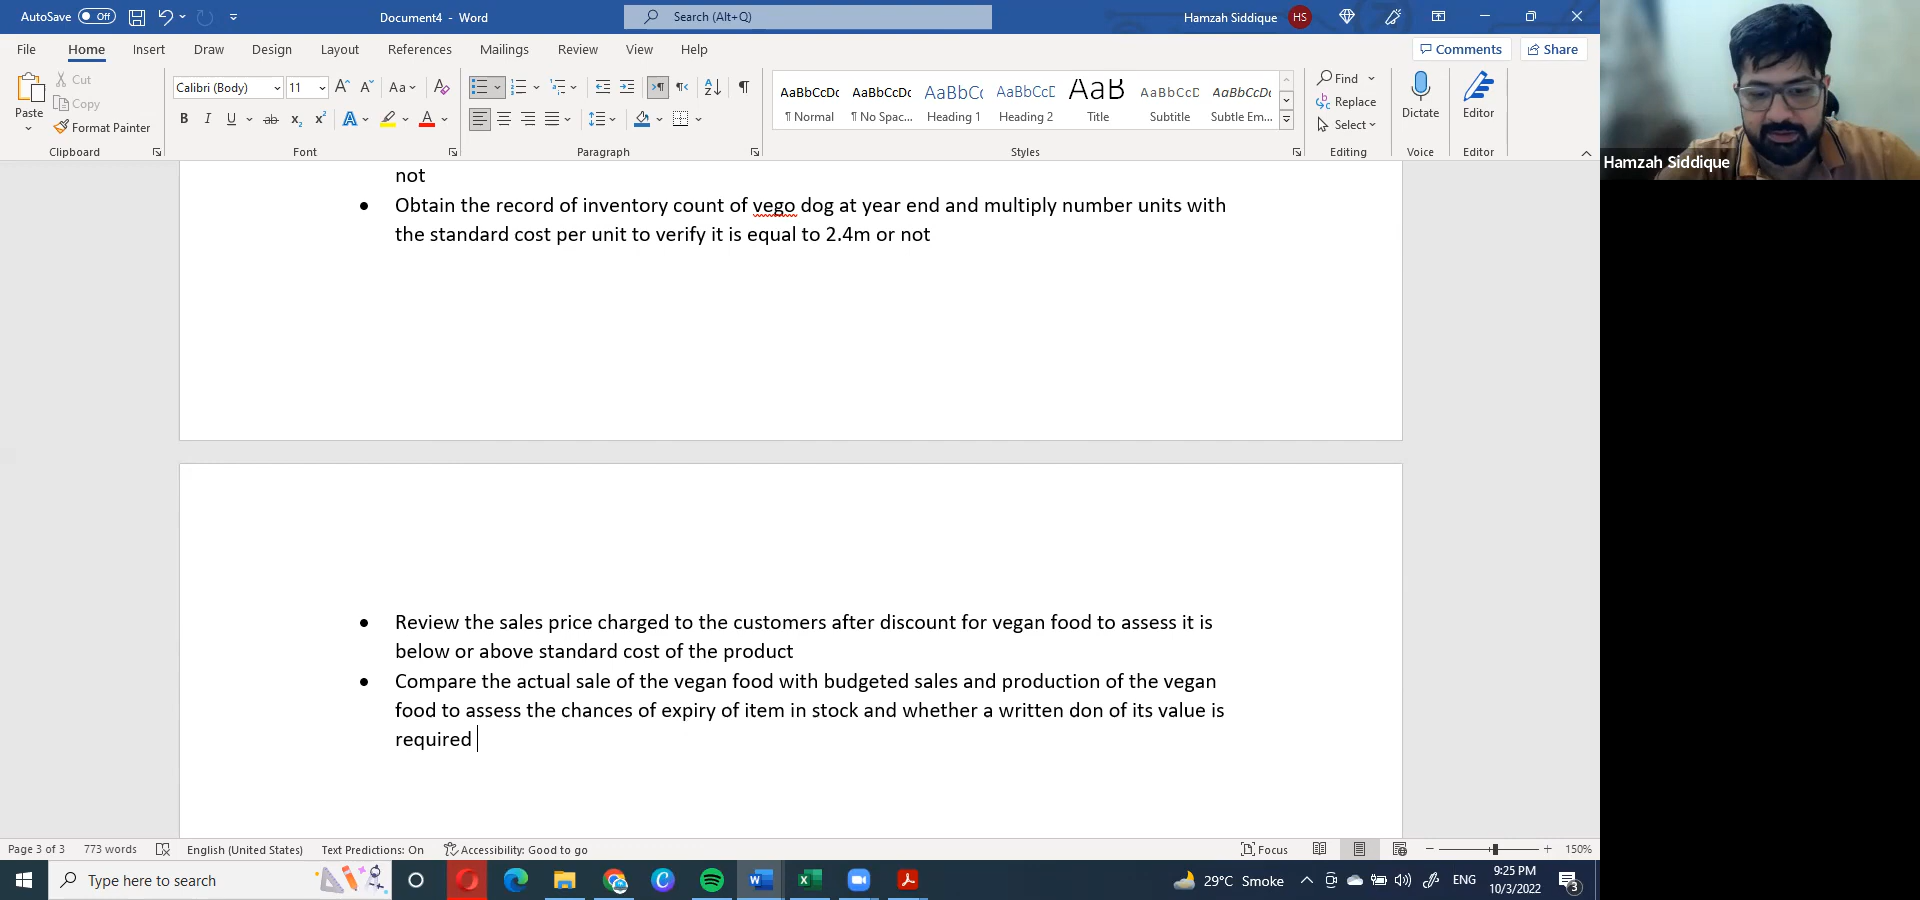 AutoSave Off Document4 - Word Search (Alt+Q) Hamzah Siddique HS
File Home Insert Draw Design Layout References Mailings Review View Help Comments Share
Paste Cut Copy Format Painter
Calibri (Body) 11
AaBbCcDc AaBbCcDc AaBbCc AaBbCcD AaB AaBbCcD AaBbCcDc
¶ Normal ¶ No Spac... Heading 1 Heading 2 Title Subtitle Subtle Em...
Find Replace Select Dictate Editor
Clipboard Font Paragraph Styles Editing Voice Editor
Hamzah Siddique
not
• Obtain the record of inventory count of vego dog at year end and multiply number units with
the standard cost per unit to verify it is equal to 2.4m or not
• Review the sales price charged to the customers after discount for vegan food to assess it is
below or above standard cost of the product
• Compare the actual sale of the vegan food with budgeted sales and production of the vegan
food to assess the chances of expiry of item in stock and whether a written don of its value is
required
Page 3 of 3 773 words English (United States) Text Predictions: On Accessibility: Good to go Focus 150%
Type here to search 29°C Smoke ENG 9:25 PM
10/3/2022 3